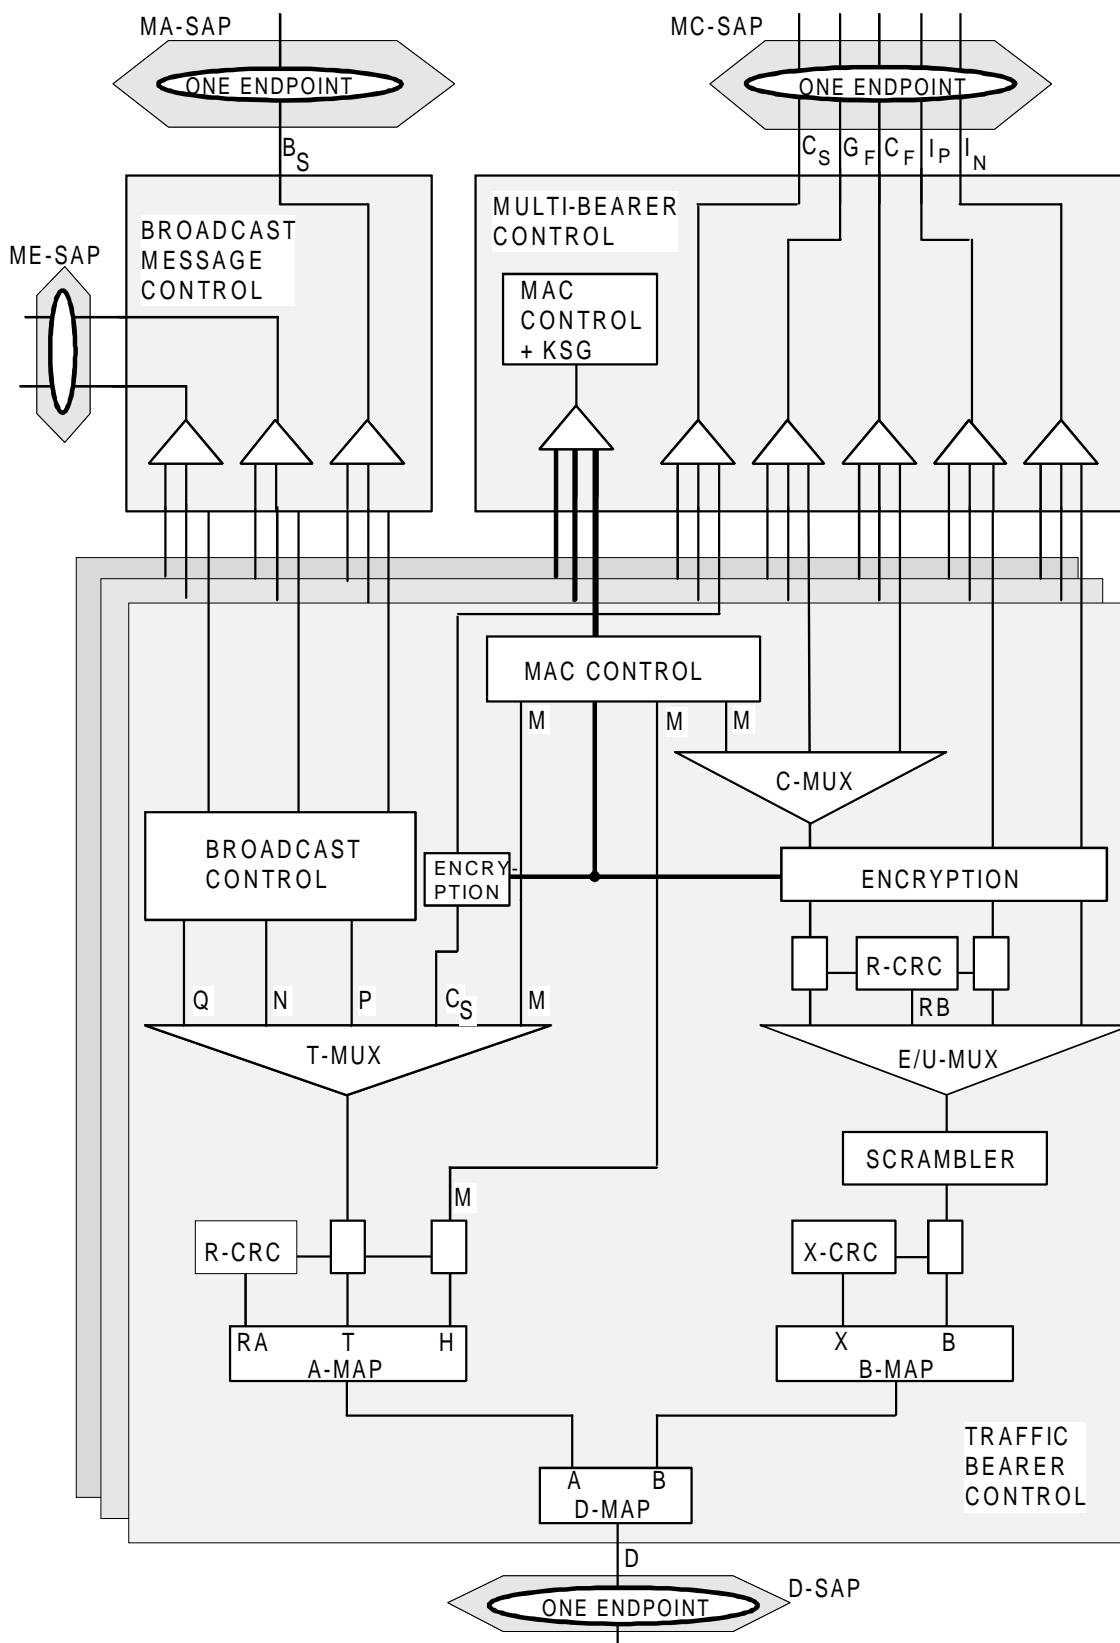 MA-SAP
MC-SAP
ONE ENDPOINT
ONE ENDPOINT
BS
CS GF CF IP IN
BROADCAST
MESSAGE
CONTROL
MULTI-BEARER
CONTROL
ME-SAP
MAC
CONTROL
+ KSG
MAC CONTROL
M
M
M
C-MUX
BROADCAST
CONTROL
ENCRY-
PTION
ENCRYPTION
R-CRC
Q
N
P
CS
M
RB
T-MUX
E/U-MUX
SCRAMBLER
M
R-CRC
X-CRC
RA
T
H
A-MAP
X
B
B-MAP
TRAFFIC
BEARER
CONTROL
A
B
D-MAP
D
D-SAP
ONE ENDPOINT